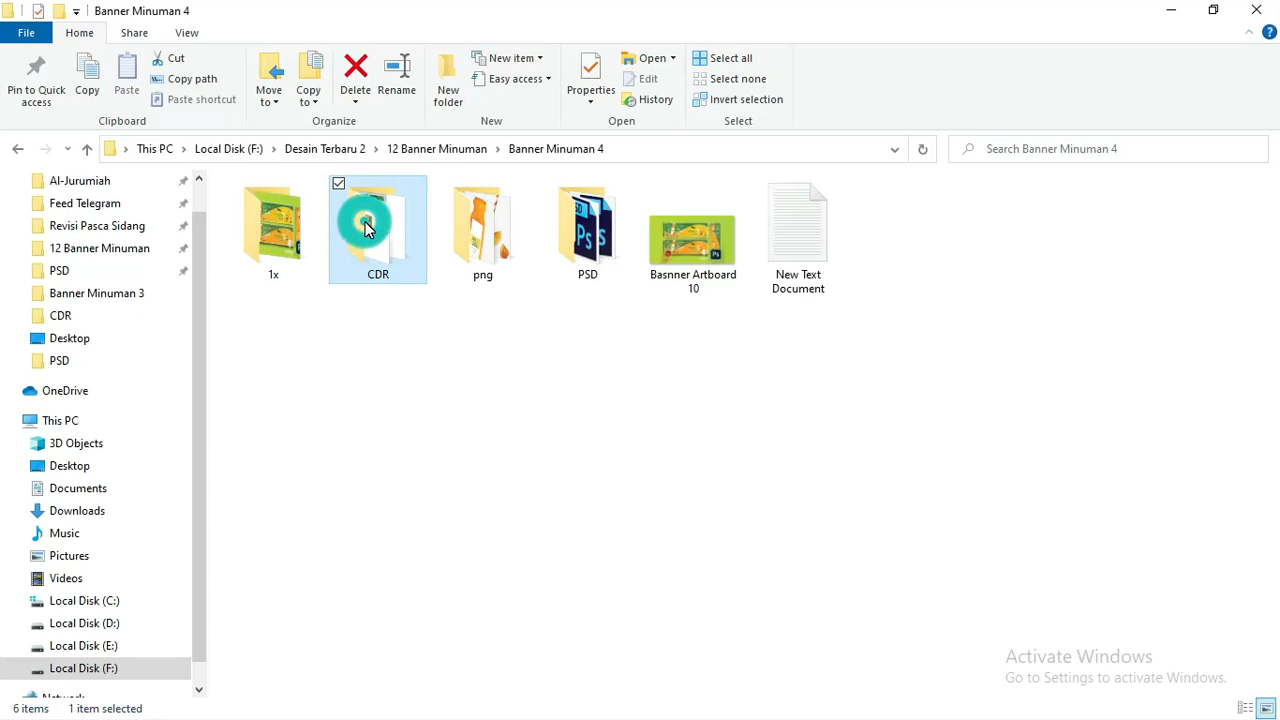 Banner Minuman 4
File Home Share View
Pin to Quick access
Copy
Paste
Cut
Copy path
Paste shortcut
Clipboard
Move to
Copy to
Delete
Rename
Organize
New folder
New item
Easy access
New
Properties
Open
Edit
History
Open
Select all
Select none
Invert selection
Select
This PC Local Disk (F:) Desain Terbaru 2 12 Banner Minuman Banner Minuman 4
Search Banner Minuman 4
Al-Jurumiah
Feed Telegram
Revisi Pasca Sidang
12 Banner Minuman
PSD
Banner Minuman 3
CDR
Desktop
PSD
OneDrive
This PC
3D Objects
Desktop
Documents
Downloads
Music
Pictures
Videos
Local Disk (C:)
Local Disk (D:)
Local Disk (E:)
Local Disk (F:)
Network
1x
CDR
png
PSD
Basnner Artboard
10
New Text
Document
Ps
Activate Windows
Go to Settings to activate Windows.
6 items 1 item selected